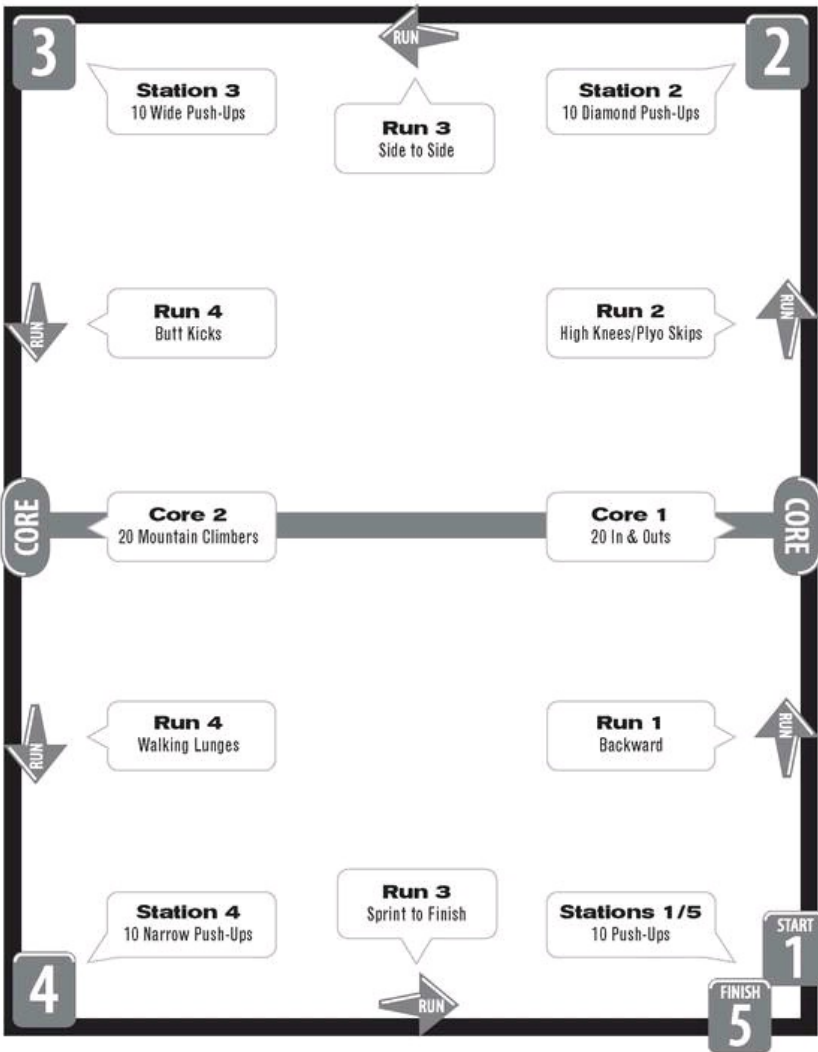 3
RUN
2
Station 3
10 Wide Push-Ups
Station 2
10 Diamond Push-Ups
Run 3
Side to Side
RUN
Run 4
Butt Kicks
Run 2
High Knees/Plyo Skips
RUN
CORE
Core 2
20 Mountain Climbers
Core 1
20 In & Outs
CORE
RUN
Run 4
Walking Lunges
Run 1
Backward
RUN
Run 3
Sprint to Finish
Station 4
10 Narrow Push-Ups
Stations 1/5
10 Push-Ups
START
1
4
RUN
FINISH
5